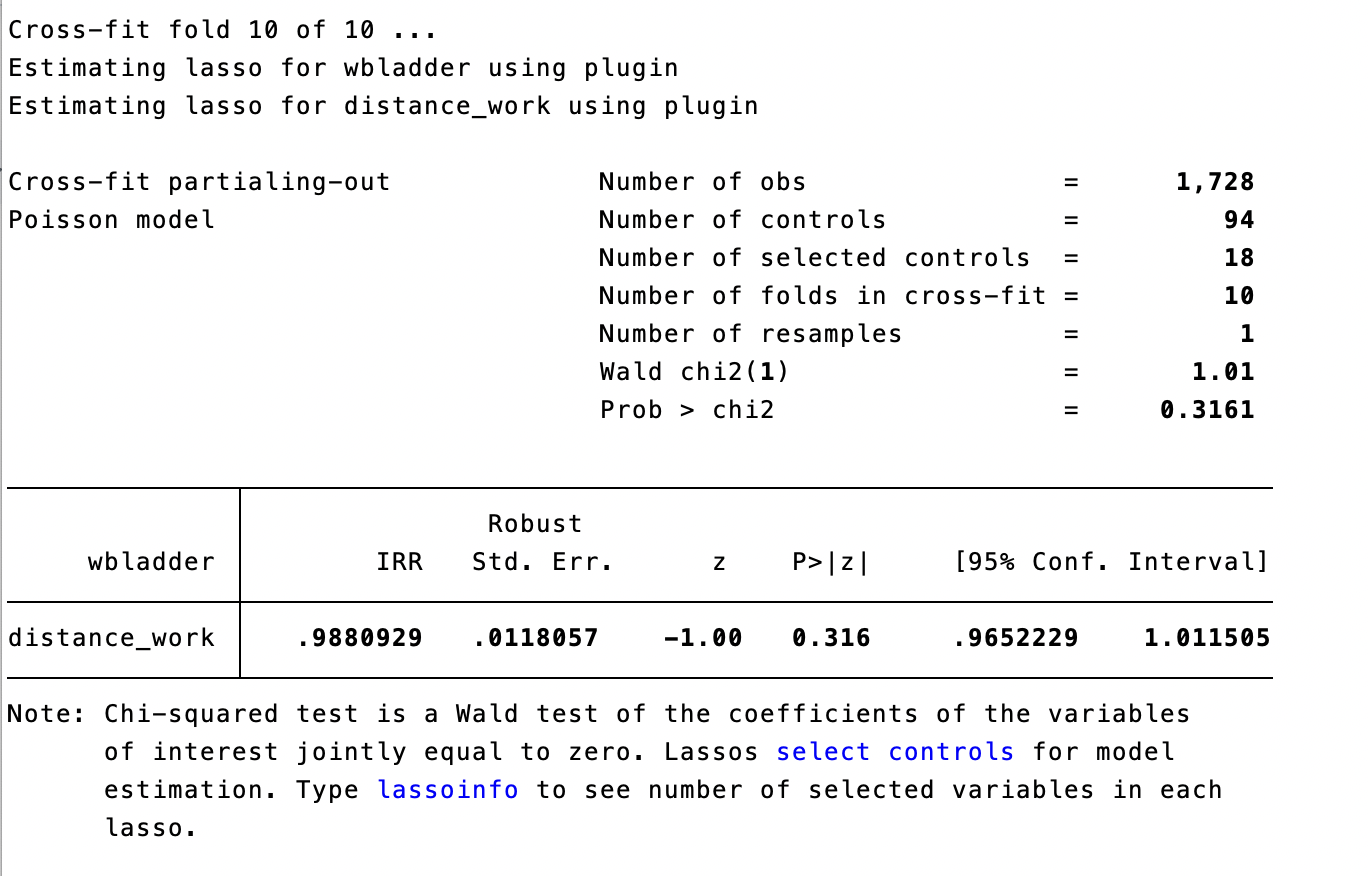 Cross-fit fold 10 of 10 ...
Estimating lasso for wbladder using plugin
Estimating lasso for distance_work using plugin
Cross-fit partialing-out Number of obs = 1,728
Poisson model Number of controls = 94
Number of selected controls = 18
Number of folds in cross-fit = 10
Number of resamples = 1
Wald chi2(1) = 1.01
Prob > chi2 = 0.3161
Robust
wbladder IRR Std. Err. z P>|z| [95% Conf. Interval]
distance_work .9880929 .0118057 -1.00 0.316 .9652229 1.011505
Note: Chi-squared test is a Wald test of the coefficients of the variables
of interest jointly equal to zero. Lassos select controls for model
estimation. Type lassoinfo to see number of selected variables in each
lasso.